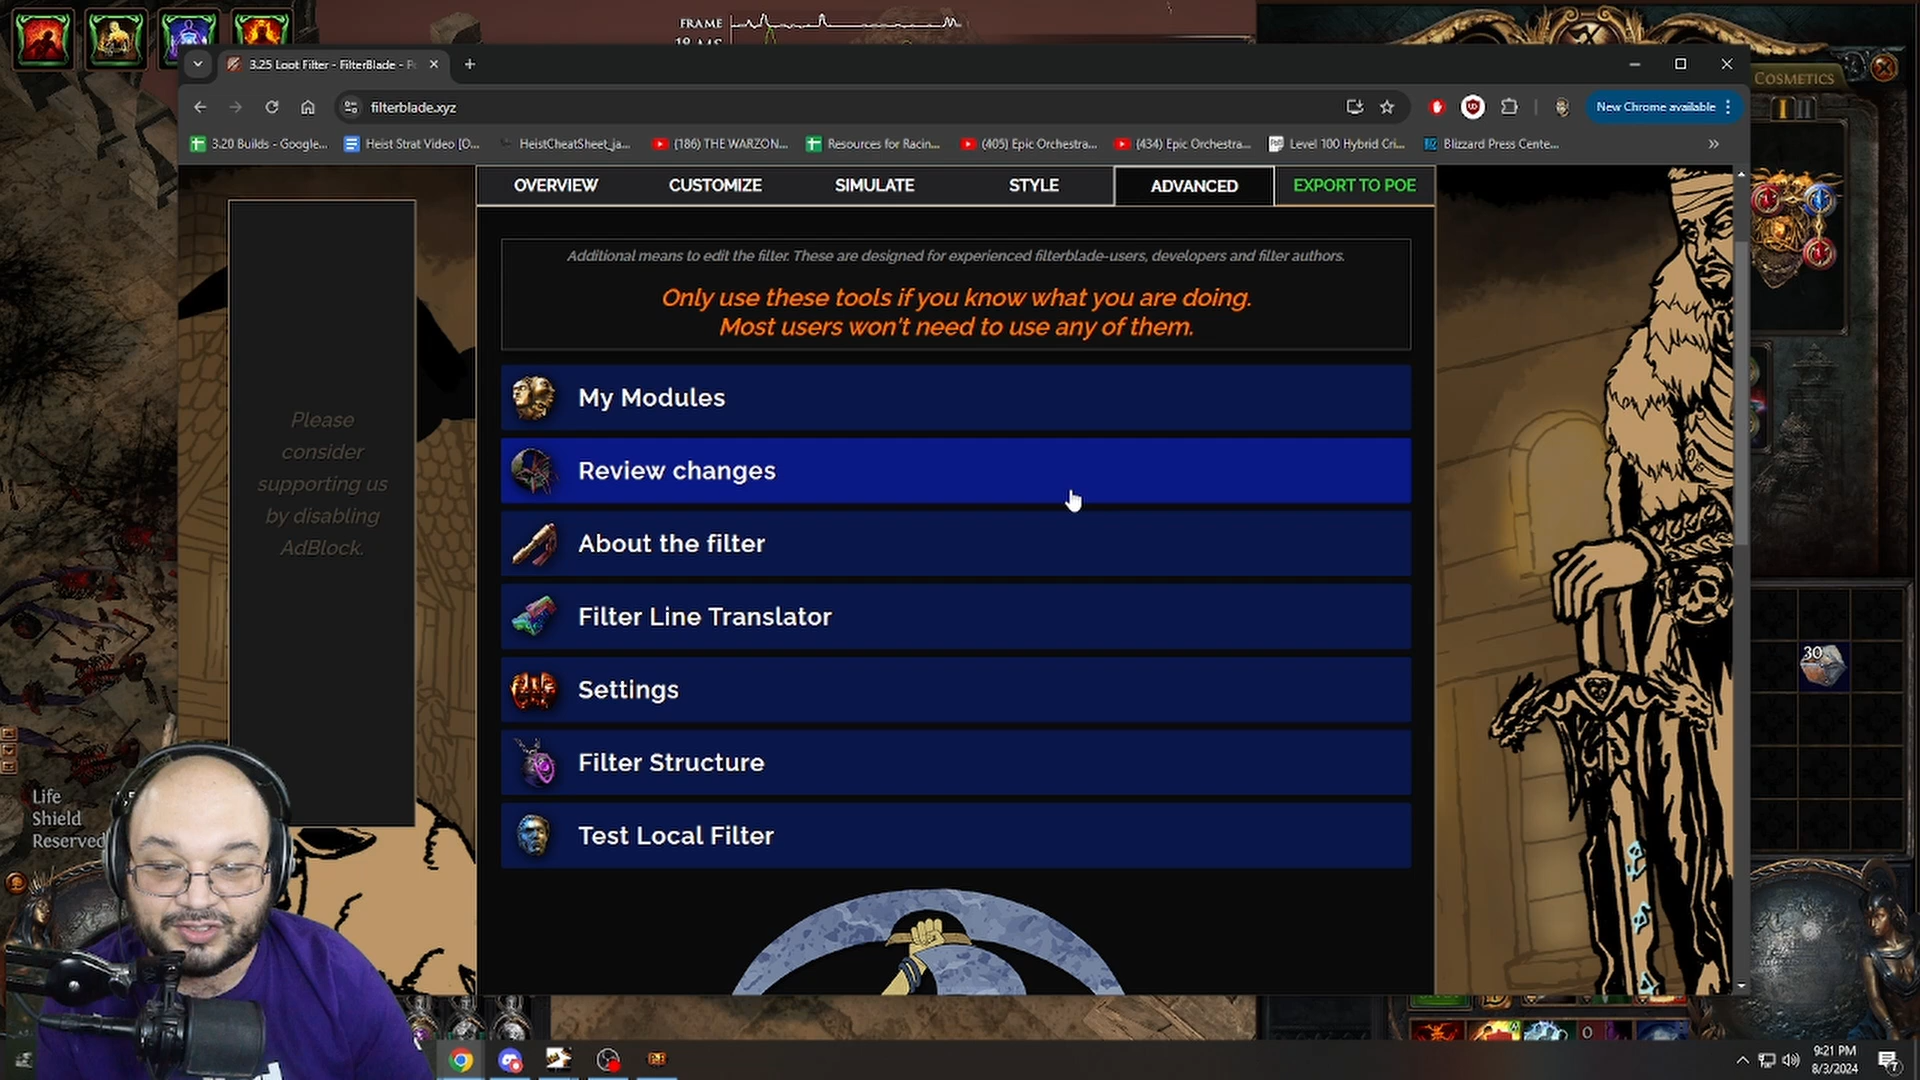 FRAME
18 MS
3.25 Loot Filter - FilterBlade - P
COSMETICS
filterblade.xyz
New Chrome available
3.20 Builds - Google...
Heist Strat Video [O...
HeistCheatSheet_ja...
(186) THE WARZON...
Resources for Racin...
(405) Epic Orchestra...
(434) Epic Orchestra...
Level 100 Hybrid Cri...
Blizzard Press Cente...
OVERVIEW
CUSTOMIZE
SIMULATE
STYLE
ADVANCED
EXPORT TO POE
Additional means to edit the filter. These are designed for experienced filterblade-users, developers and filter authors.
Only use these tools if you know what you are doing.
Most users won't need to use any of them.
My Modules
Review changes
About the filter
Filter Line Translator
Settings
Filter Structure
Test Local Filter
Please
consider
supporting us
by disabling
AdBlock.
30
Life
Shield
Reserved
9:21 PM
8/3/2024